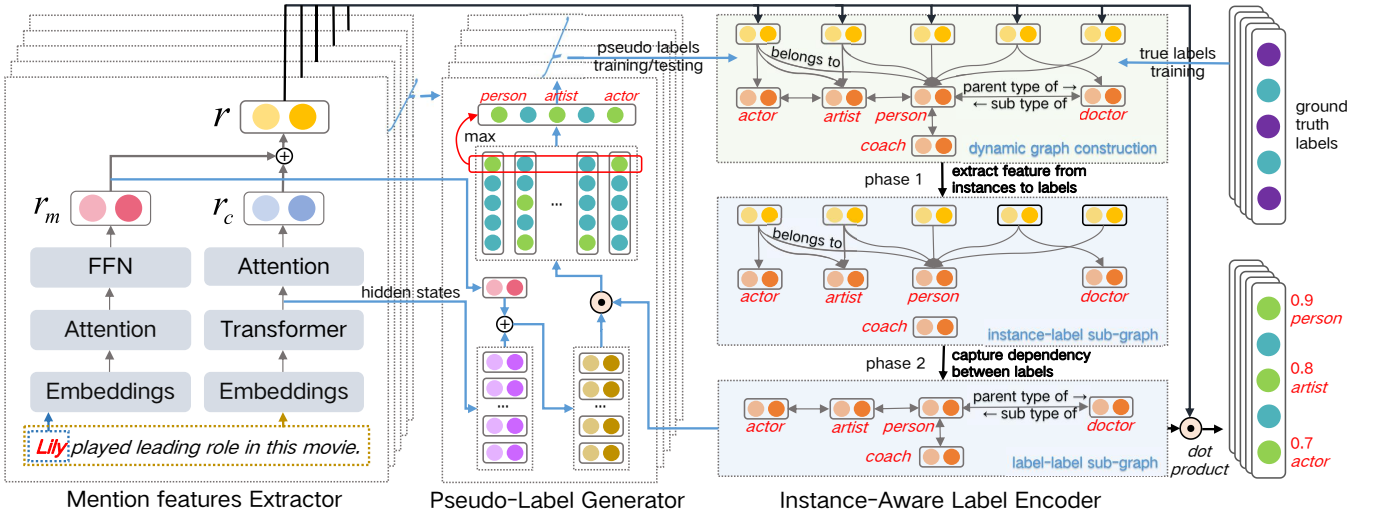 r
r_m
r_c
FFN
Attention
Attention
Transformer
Embeddings
Embeddings
Lily played leading role in this movie.
Mention features Extractor
hidden states
person artist actor
max
...
...
...
Pseudo-Label Generator
pseudo labels
training/testing
belongs to
parent type of →
← sub type of
actor
artist
person
doctor
coach
dynamic graph construction
true labels
training
phase 1
extract feature from
instances to labels
belongs to
actor
artist
person
doctor
coach
instance-label sub-graph
phase 2
capture dependency
between labels
parent type of →
← sub type of
actor
artist
person
doctor
coach
label-label sub-graph
Instance-Aware Label Encoder
dot
product
ground
truth
labels
0.9
person
0.8
artist
0.7
actor